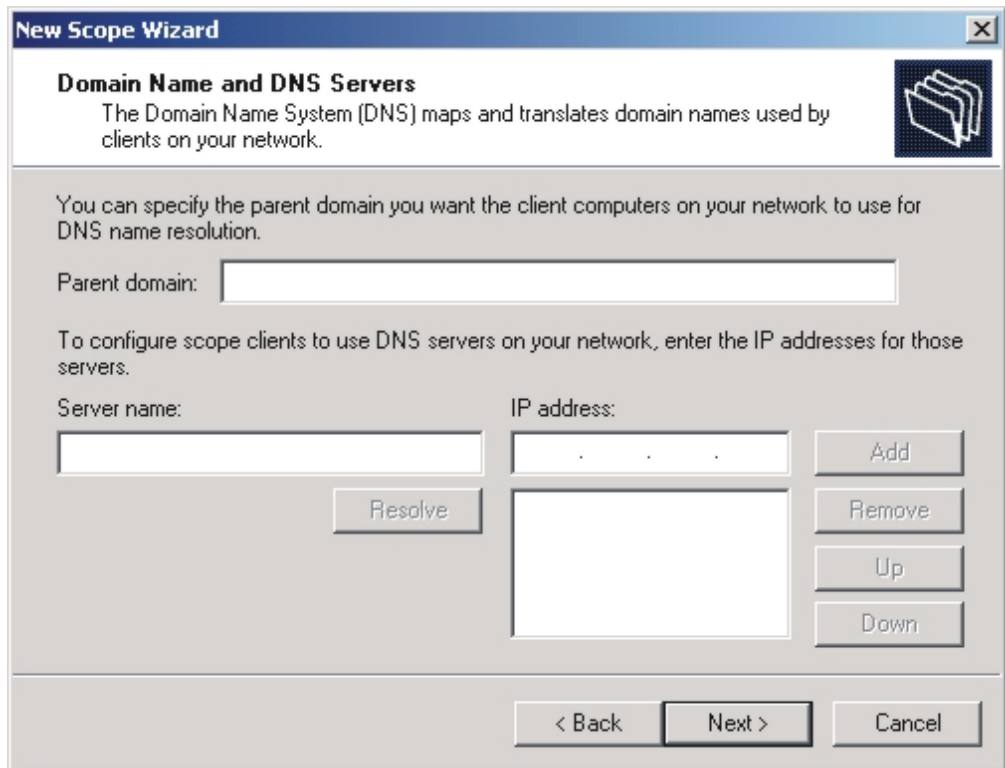 New Scope Wizard
Domain Name and DNS Servers
The Domain Name System (DNS) maps and translates domain names used by
clients on your network.
You can specify the parent domain you want the client computers on your network to use for
DNS name resolution.
Parent domain:
To configure scope clients to use DNS servers on your network, enter the IP addresses for those
servers.
Server name:
IP address:
. . .
Add
Resolve
Remove
Up
Down
< Back
Next >
Cancel